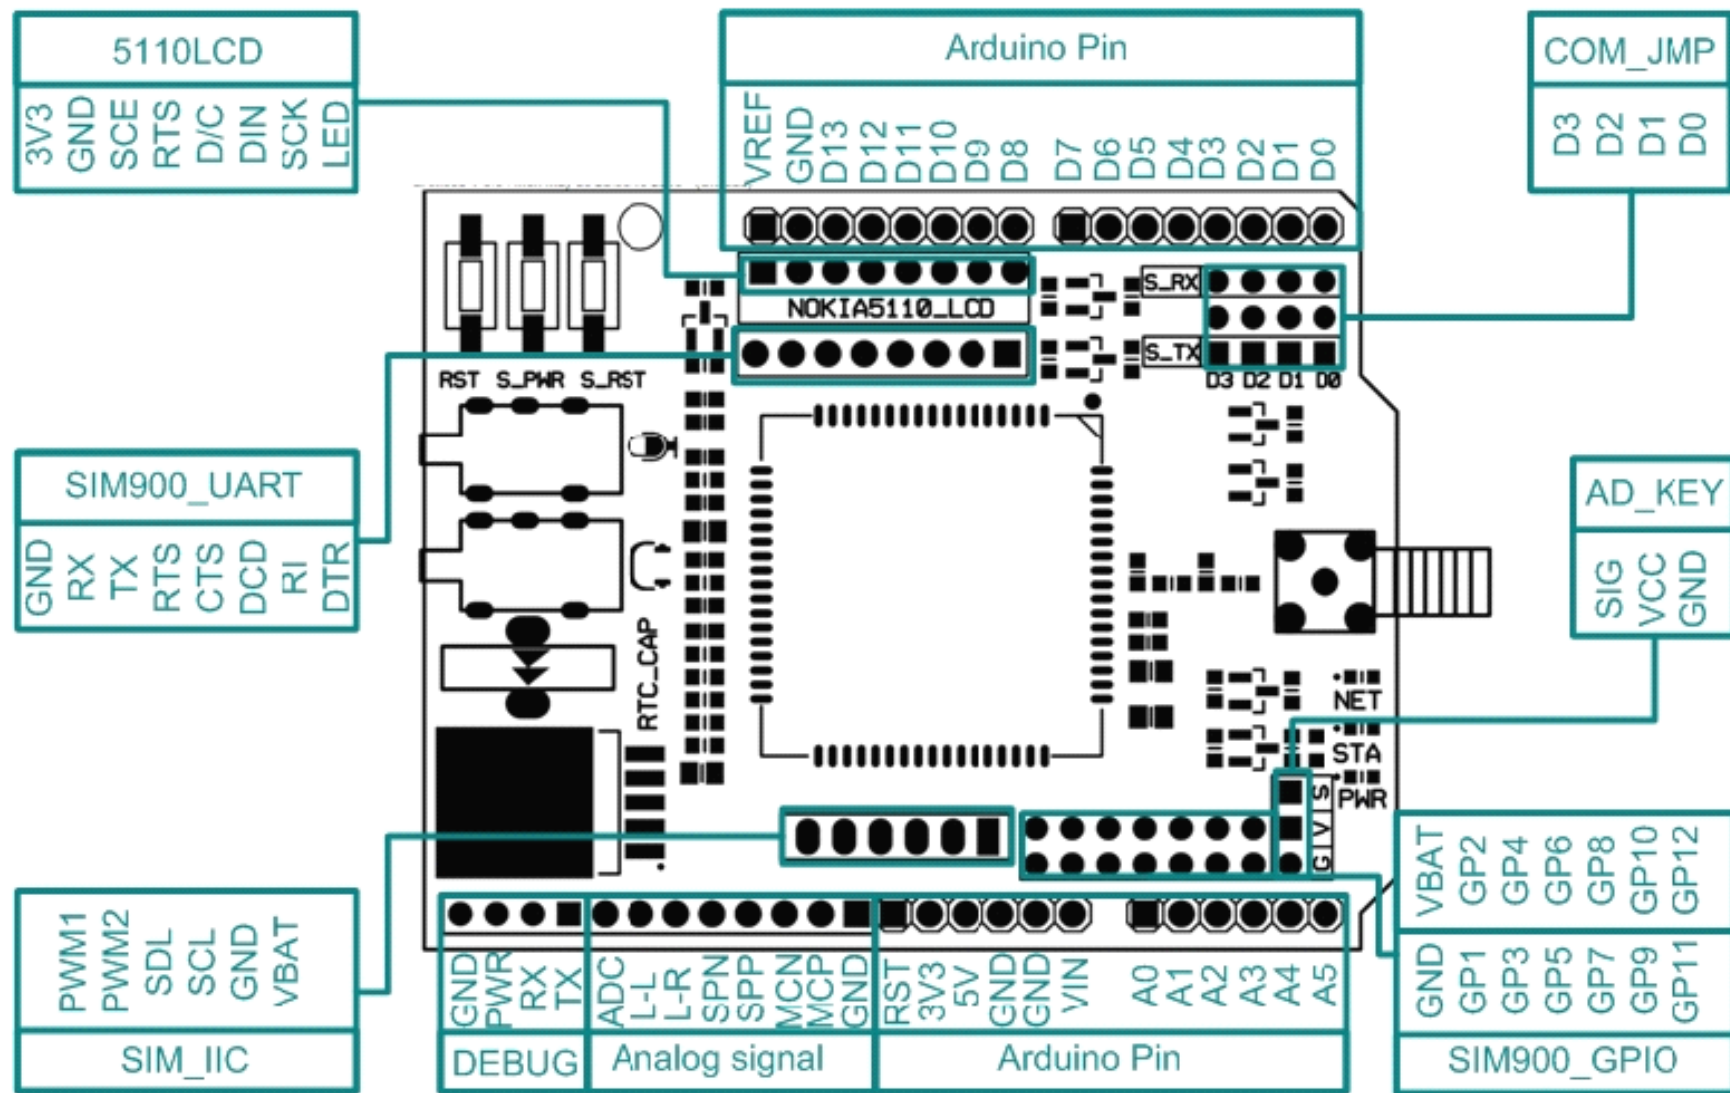 5110LCD
3V3 GND SCE RTS D/C DIN SCK LED
Arduino Pin
VREF GND D13 D12 D11 D10 D9 D8 D7 D6 D5 D4 D3 D2 D1 D0
COM_JMP
D3 D2 D1 D0
NOKIA5110_LCD
S_RX
S_TX
D3 D2 D1 D0
RST S_PWR S_RST
SIM900_UART
GND RX TX RTS CTS DCD RI DTR
AD_KEY
SIG VCC GND
RTC_CAP
NET
STA
PWR
S
V
G
VBAT GP2 GP4 GP6 GP8 GP10 GP12
GND GP1 GP3 GP5 GP7 GP9 GP11
SIM900_GPIO
PWM1 PWM2 SDL SCL GND VBAT
SIM_IIC
GND PWR RX TX
DEBUG
ADC L-L L-R SPN SPP MCN MCP GND
Analog signal
RST 3V3 5V GND GND VIN A0 A1 A2 A3 A4 A5
Arduino Pin